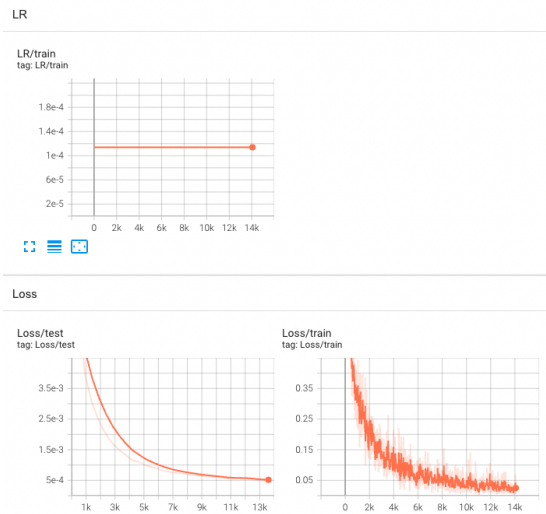 LR
LR/train
tag: LR/train
1.8e-4
1.4e-4
1e-4
6e-5
2e-5
0 2k 4k 6k 8k 10k 12k 14k
Loss
Loss/test
tag: Loss/test
3.5e-3
2.5e-3
1.5e-3
5e-4
1k 3k 5k 7k 9k 11k 13k
Loss/train
tag: Loss/train
0.35
0.25
0.15
0.05
0 2k 4k 6k 8k 10k 12k 14k